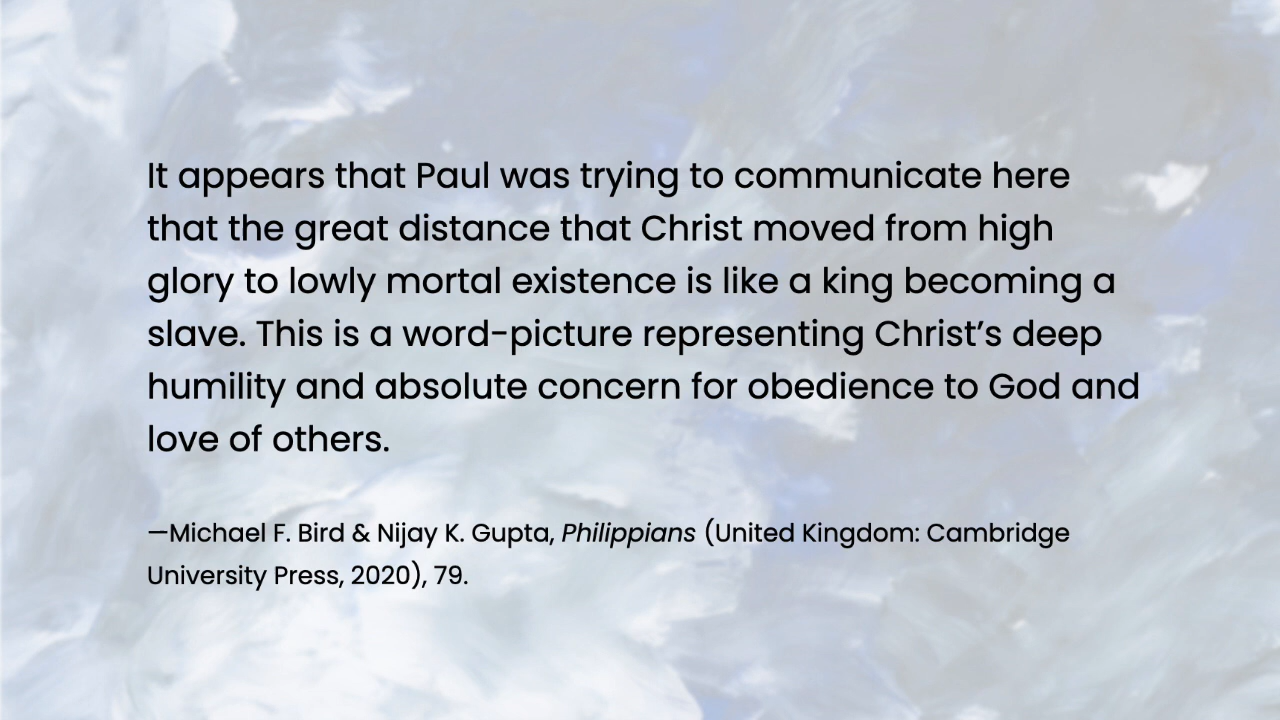 It appears that Paul was trying to communicate here
that the great distance that Christ moved from high
glory to lowly mortal existence is like a king becoming a
slave. This is a word-picture representing Christ’s deep
humility and absolute concern for obedience to God and
love of others.
—Michael F. Bird & Nijay K. Gupta, Philippians (United Kingdom: Cambridge
University Press, 2020), 79.